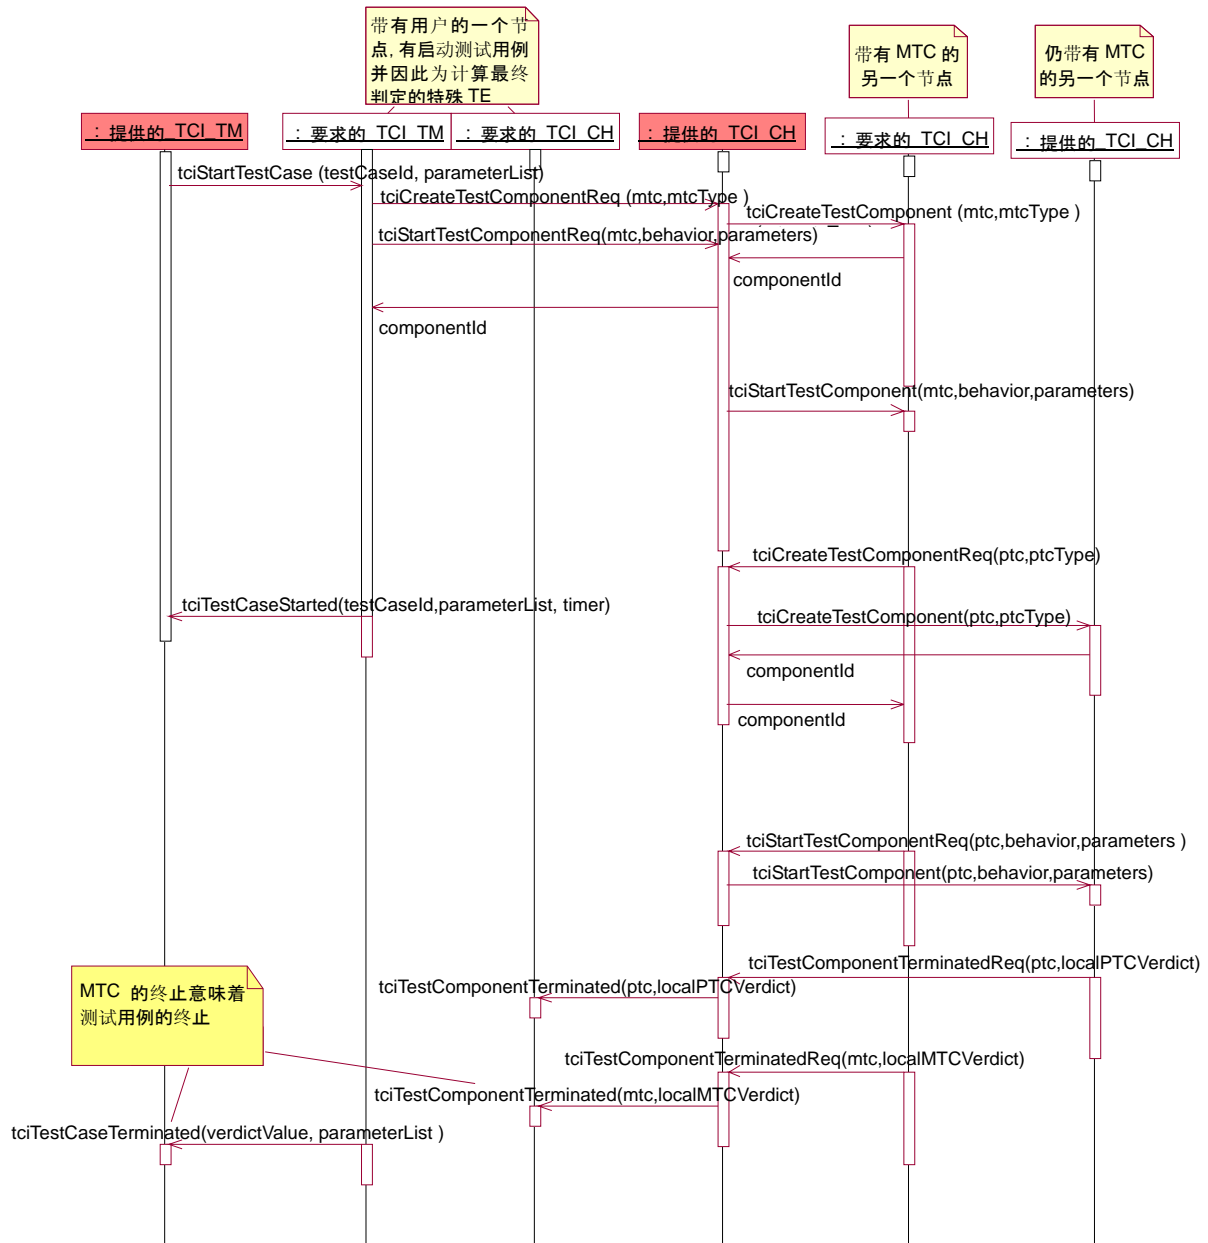 带有用户的一个节
点, 有启动测试用例
并因此为计算最终
判定的特殊 TE
带有 MTC 的
另一个节点
仍带有 MTC
的另一个节点
: 提供的_TCI_TM
: 要求的_TCI_TM
: 要求的_TCI_CH
: 提供的_TCI_CH
: 要求的_TCI_CH
: 提供的_TCI_CH
tciStartTestCase (testCaseId, parameterList)
tciCreateTestComponentReq (mtc,mtcType )
tciCreateTestComponent (mtc,mtcType )
tciStartTestComponentReq(mtc,behavior,parameters)
componentId
componentId
tciStartTestComponent(mtc,behavior,parameters)
tciCreateTestComponentReq(ptc,ptcType)
tciTestCaseStarted(testCaseId,parameterList, timer)
tciCreateTestComponent(ptc,ptcType)
componentId
componentId
tciStartTestComponentReq(ptc,behavior,parameters )
tciStartTestComponent(ptc,behavior,parameters)
tciTestComponentTerminatedReq(ptc,localPTCVerdict)
tciTestComponentTerminated(ptc,localPTCVerdict)
MTC 的终止意味着
测试用例的终止
tciTestComponentTerminatedReq(mtc,localMTCVerdict)
tciTestComponentTerminated(mtc,localMTCVerdict)
tciTestCaseTerminated(verdictValue, parameterList )